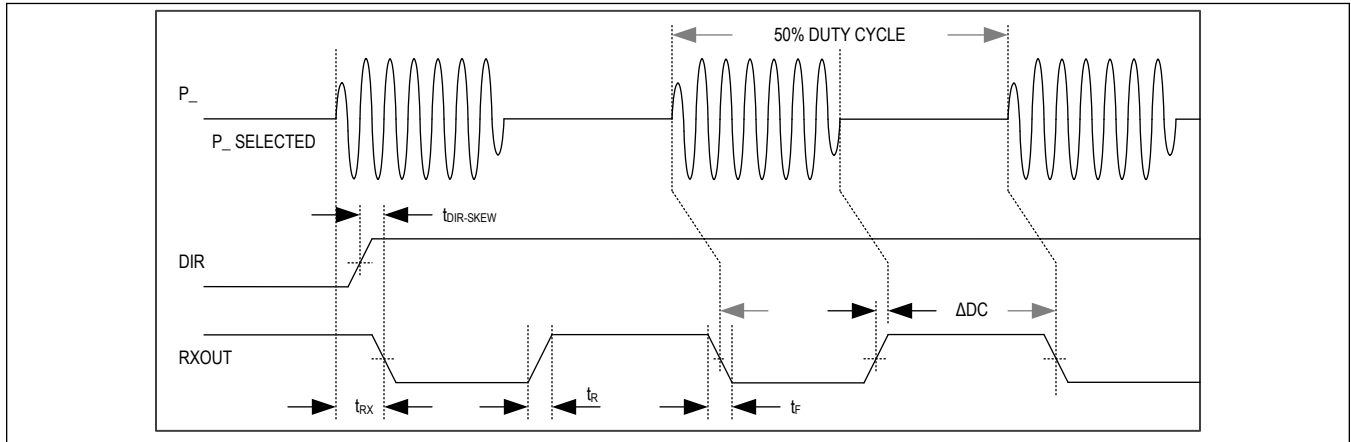 50% DUTY CYCLE
P_
P_ SELECTED
tDIR-SKEW
DIR
ΔDC
RXOUT
tRX
tR
tF